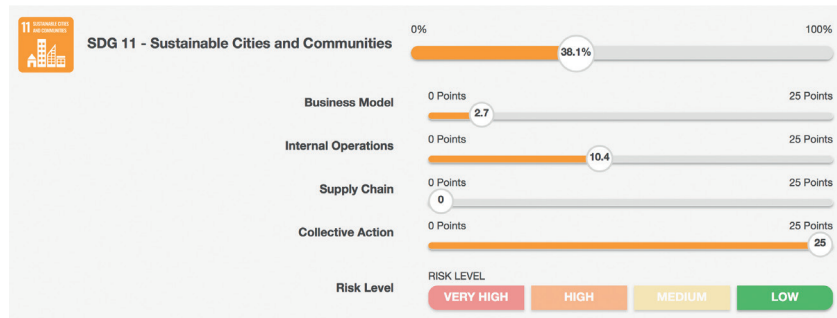 11 SUSTAINABLE CITIES
AND COMMUNITIES
SDG 11 - Sustainable Cities and Communities
0% 100%
38.1%
Business Model
0 Points 25 Points
2.7
Internal Operations
0 Points 25 Points
10.4
Supply Chain
0 Points 25 Points
0
Collective Action
0 Points 25 Points
25
Risk Level
RISK LEVEL
VERY HIGH HIGH MEDIUM LOW